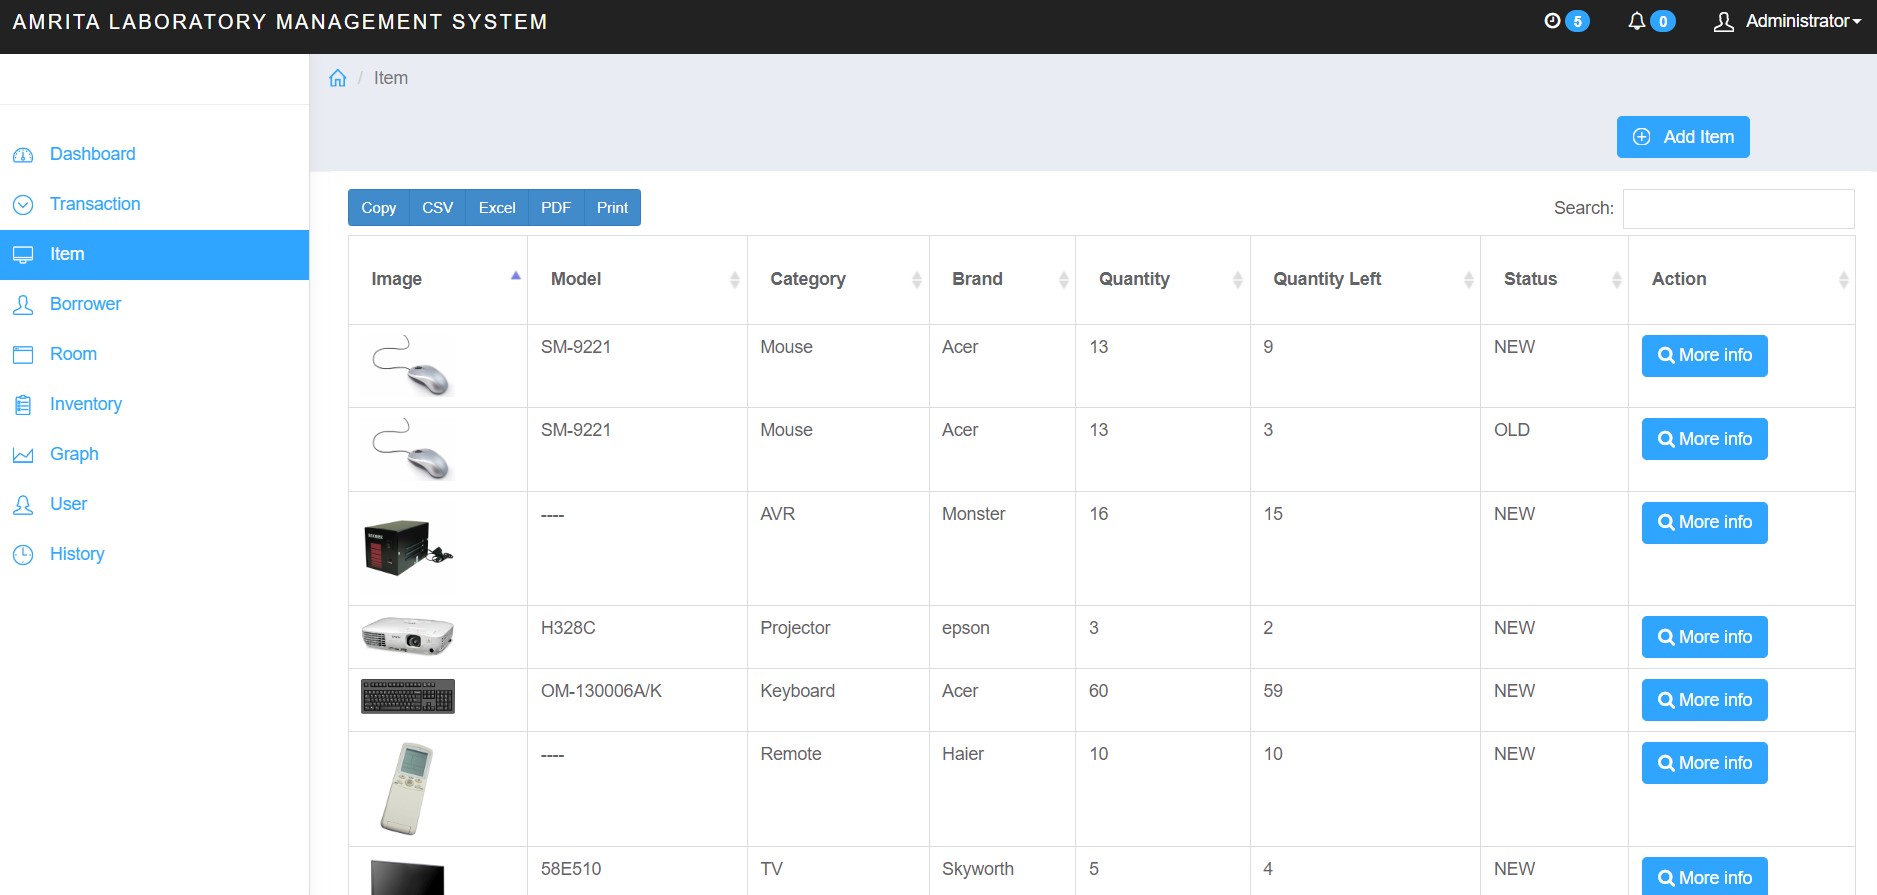 AMRITA LABORATORY MANAGEMENT SYSTEM
5
0
Administrator
/ Item
Add Item
Dashboard
Transaction
Item
Borrower
Room
Inventory
Graph
User
History
Copy CSV Excel PDF Print
Search:
Image Model Category Brand Quantity Quantity Left Status Action
SM-9221 Mouse Acer 13 9 NEW More info
SM-9221 Mouse Acer 13 3 OLD More info
---- AVR Monster 16 15 NEW More info
H328C Projector epson 3 2 NEW More info
OM-130006A/K Keyboard Acer 60 59 NEW More info
---- Remote Haier 10 10 NEW More info
58E510 TV Skyworth 5 4 NEW More info